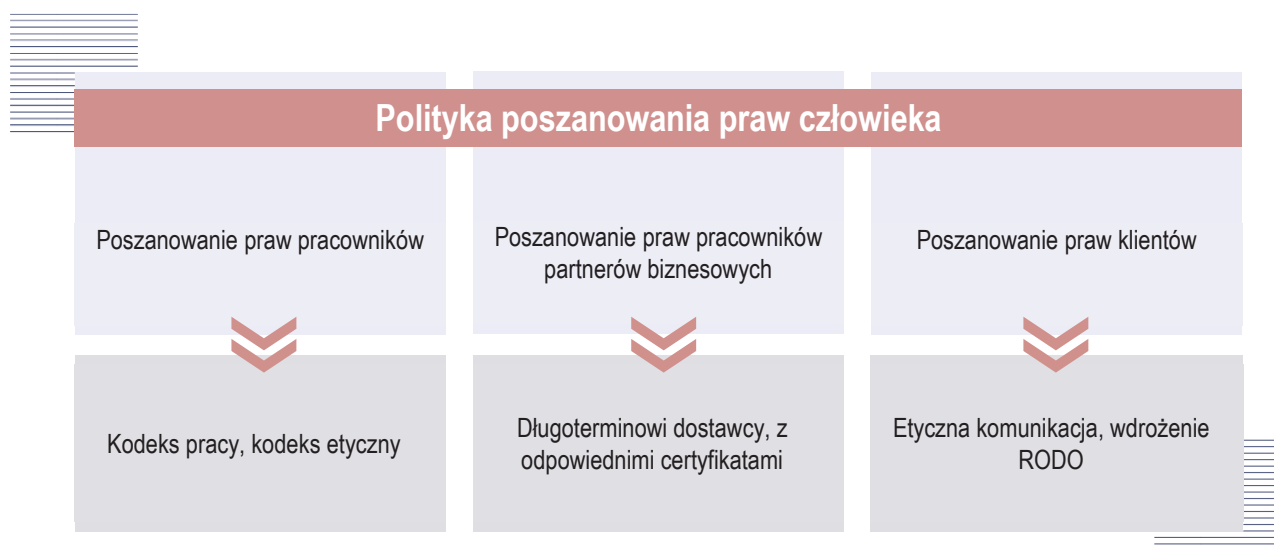 Polityka poszanowania praw człowieka
Poszanowanie praw pracowników
Poszanowanie praw pracowników
partnerów biznesowych
Poszanowanie praw klientów
Kodeks pracy, kodeks etyczny
Długoterminowi dostawcy, z
odpowiednimi certyfikatami
Etyczna komunikacja, wdrożenie
RODO